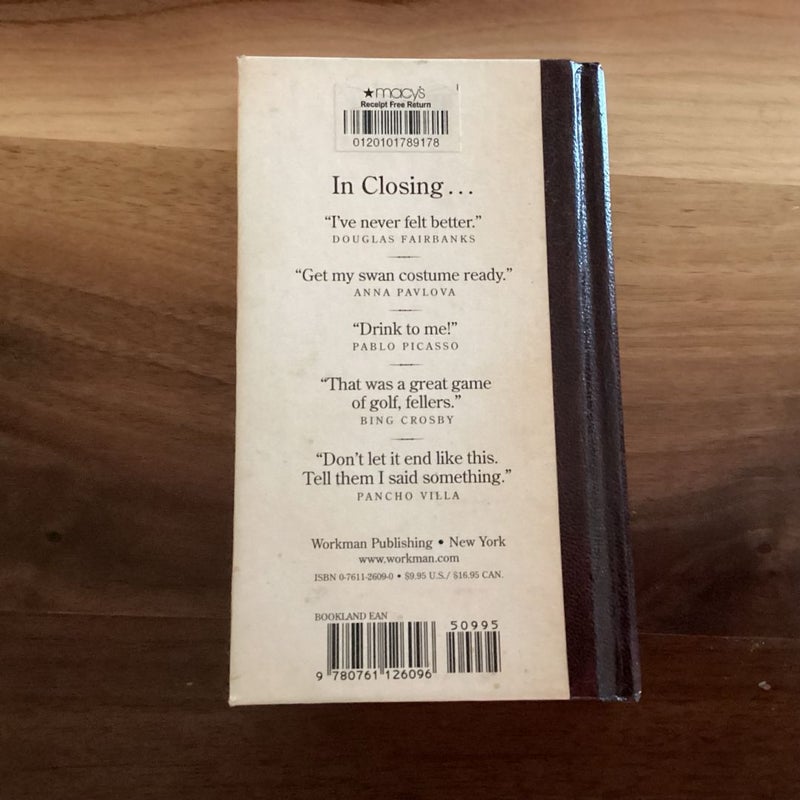 ★macy's
Receipt Free Return
0120101789178
In Closing...
“I’ve never felt better.”
DOUGLAS FAIRBANKS
“Get my swan costume ready.”
ANNA PAVLOVA
“Drink to me!”
PABLO PICASSO
“That was a great game
of golf, fellers.”
BING CROSBY
“Don’t let it end like this.
Tell them I said something.”
PANCHO VILLA
Workman Publishing • New York
www.workman.com
ISBN 0-7611-2609-0 • $9.95 U.S./ $16.95 CAN.
BOOKLAND EAN
50995
9 780761 126096